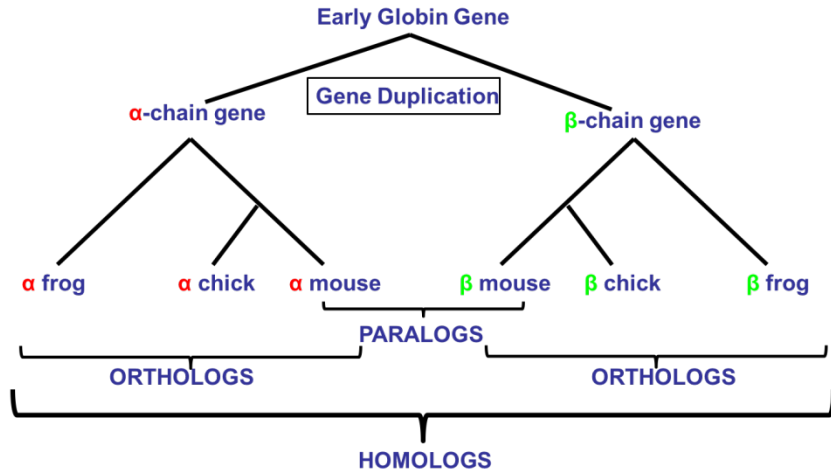 Early Globin Gene
Gene Duplication
α-chain gene
β-chain gene
α frog
α chick
α mouse
β mouse
β chick
β frog
PARALOGS
ORTHOLOGS
ORTHOLOGS
HOMOLOGS